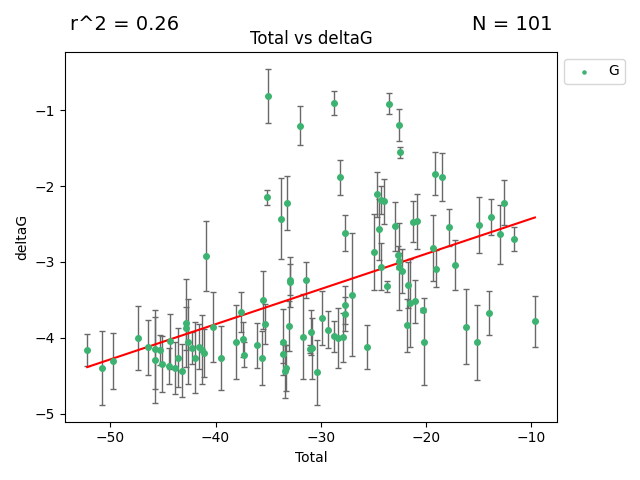 r^2 = 0.26
N = 101
Total vs deltaG
G
deltaG
−1
−2
−3
−4
−5
−50
−40
−30
−20
−10
Total